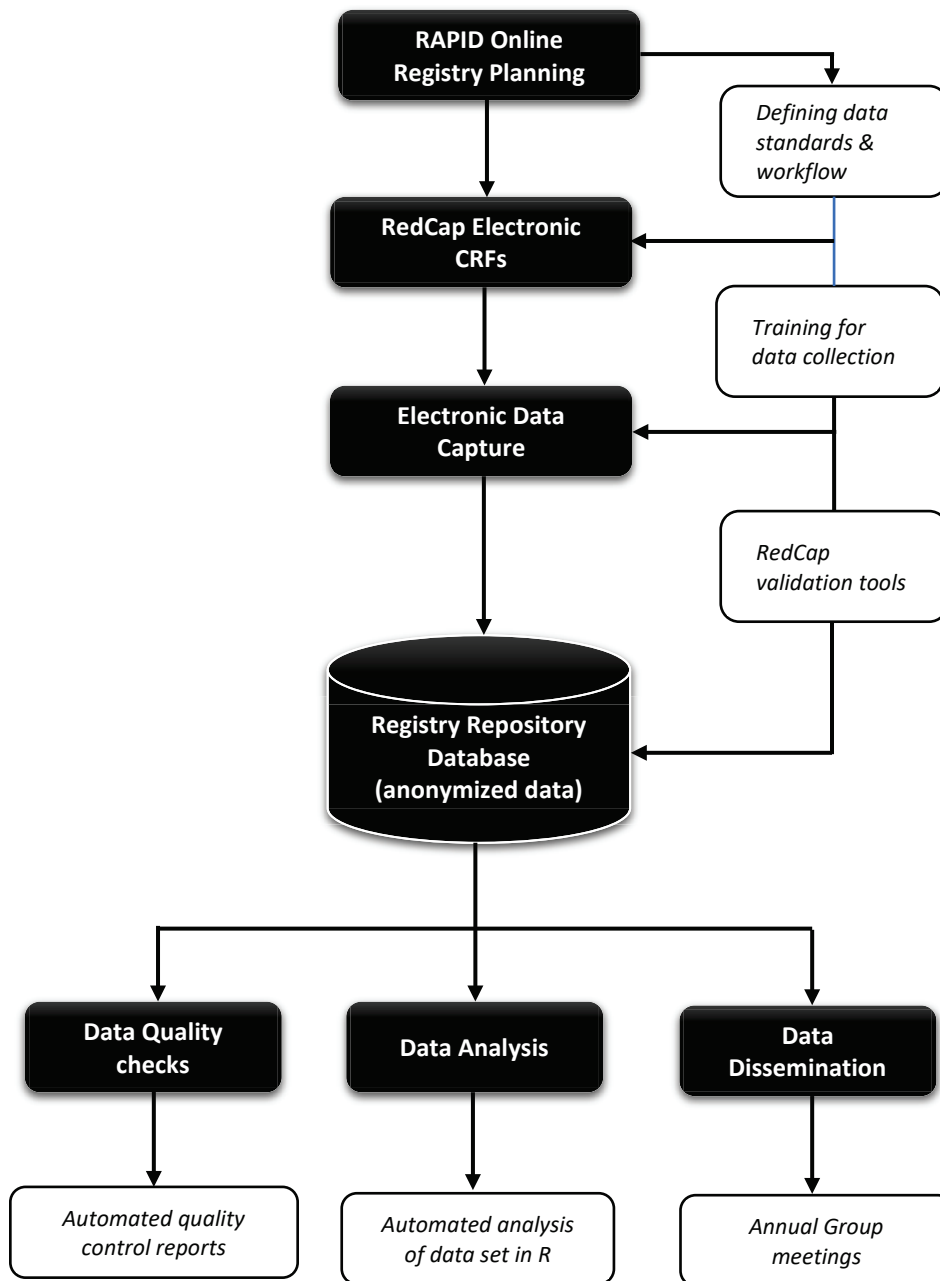 RAPID Online
Registry Planning
Defining data
standards &
workflow
RedCap Electronic
CRFs
Training for
data collection
Electronic Data
Capture
RedCap
validation tools
Registry Repository
Database
(anonymized data)
Data Quality
checks
Data Analysis
Data
Dissemination
Automated quality
control reports
Automated analysis
of data set in R
Annual Group
meetings